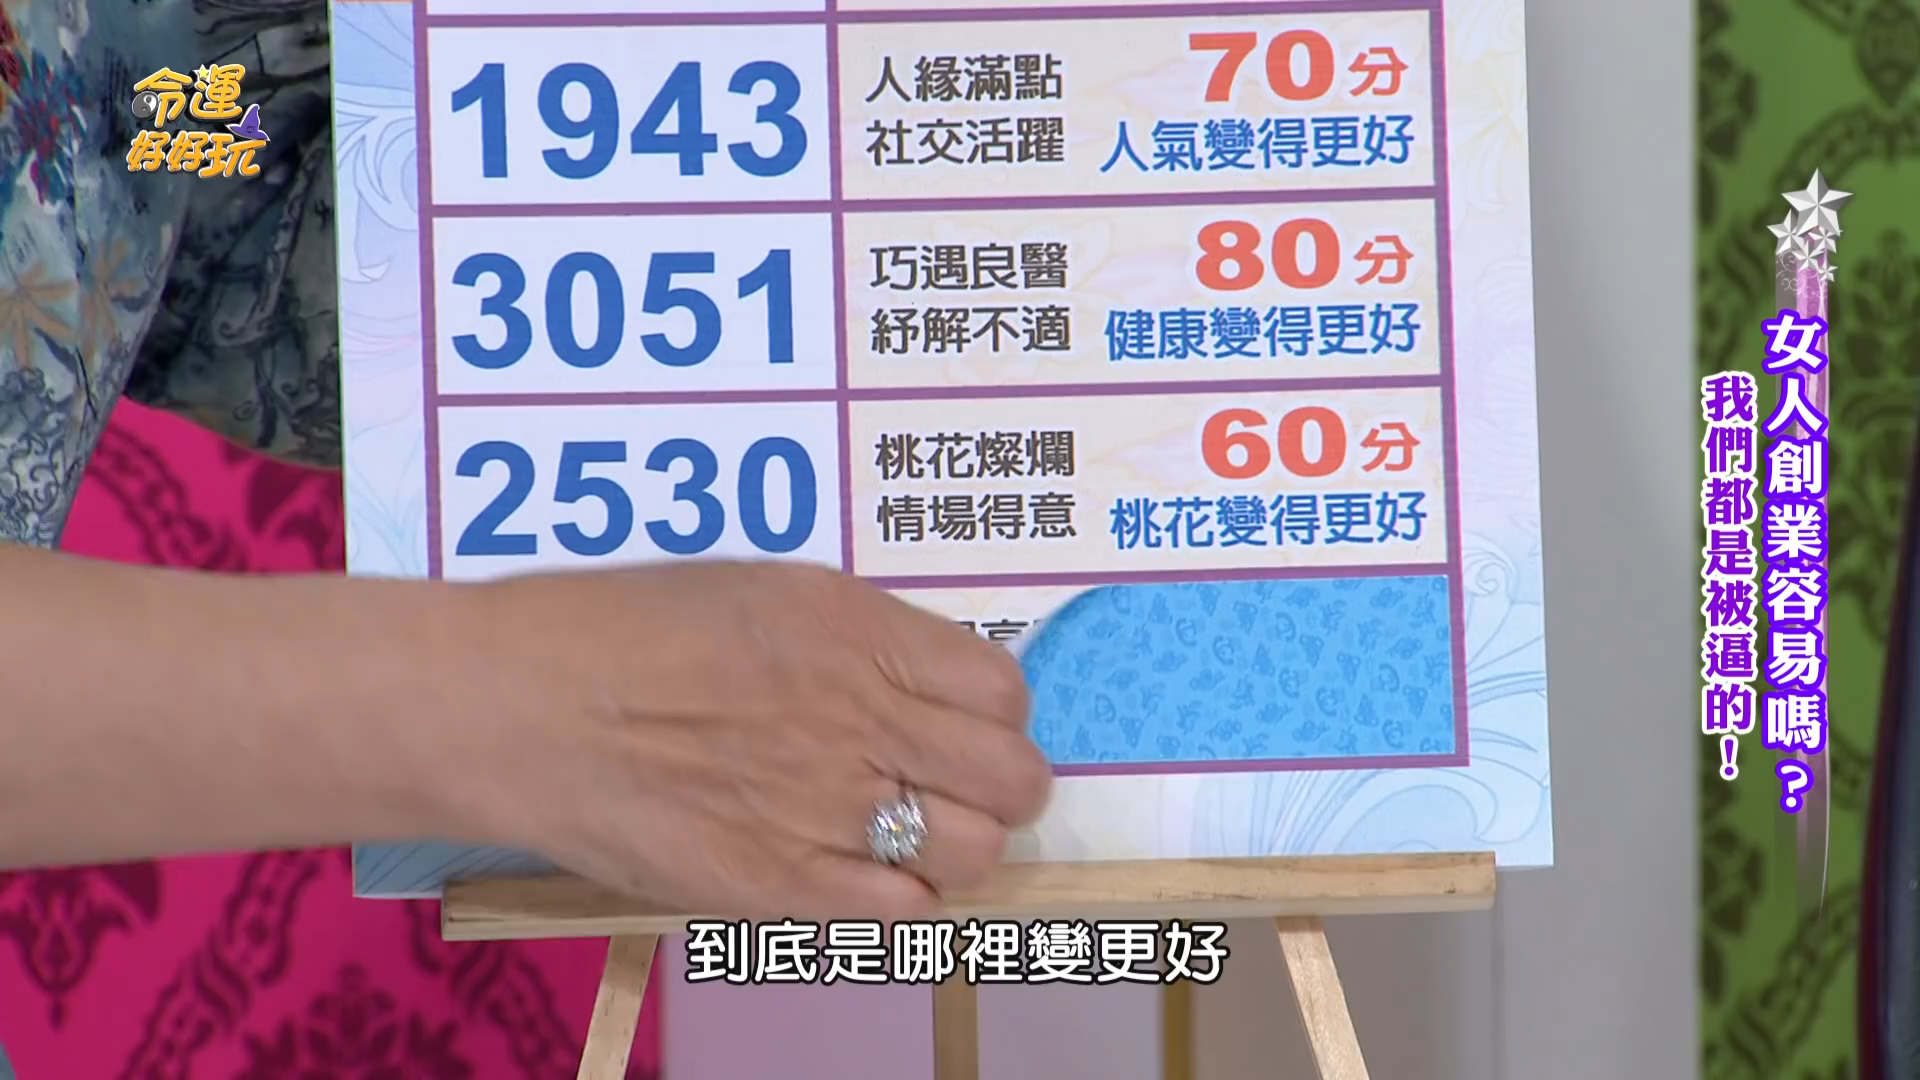 命運
好好玩
1943
人緣滿點
社交活躍
70分
人氣變得更好
3051
巧遇良醫
紓解不適
80分
健康變得更好
2530
桃花燦爛
情場得意
60分
桃花變得更好
女人創業容易嗎？
我們都是被逼的！
到底是哪裡變更好